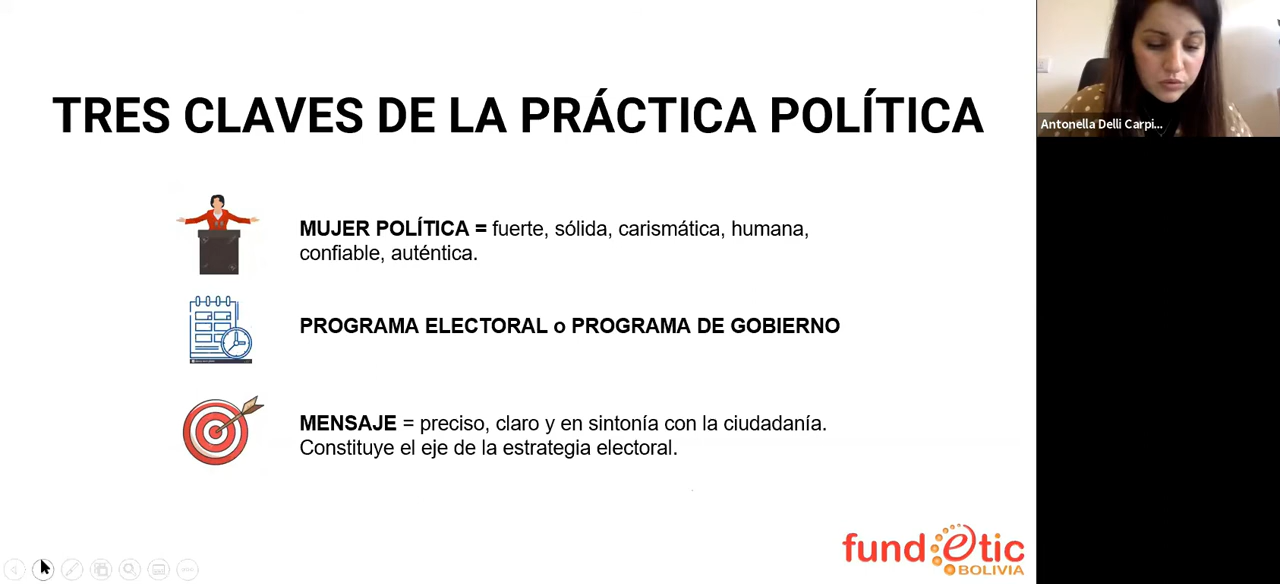 TRES CLAVES DE LA PRÁCTICA POLÍTICA
MUJER POLÍTICA = fuerte, sólida, carismática, humana,
confiable, auténtica.
PROGRAMA ELECTORAL o PROGRAMA DE GOBIERNO
MENSAJE = preciso, claro y en sintonía con la ciudadanía.
Constituye el eje de la estrategia electoral.
fundetic
BOLIVIA
Antonella Delli Carpi...